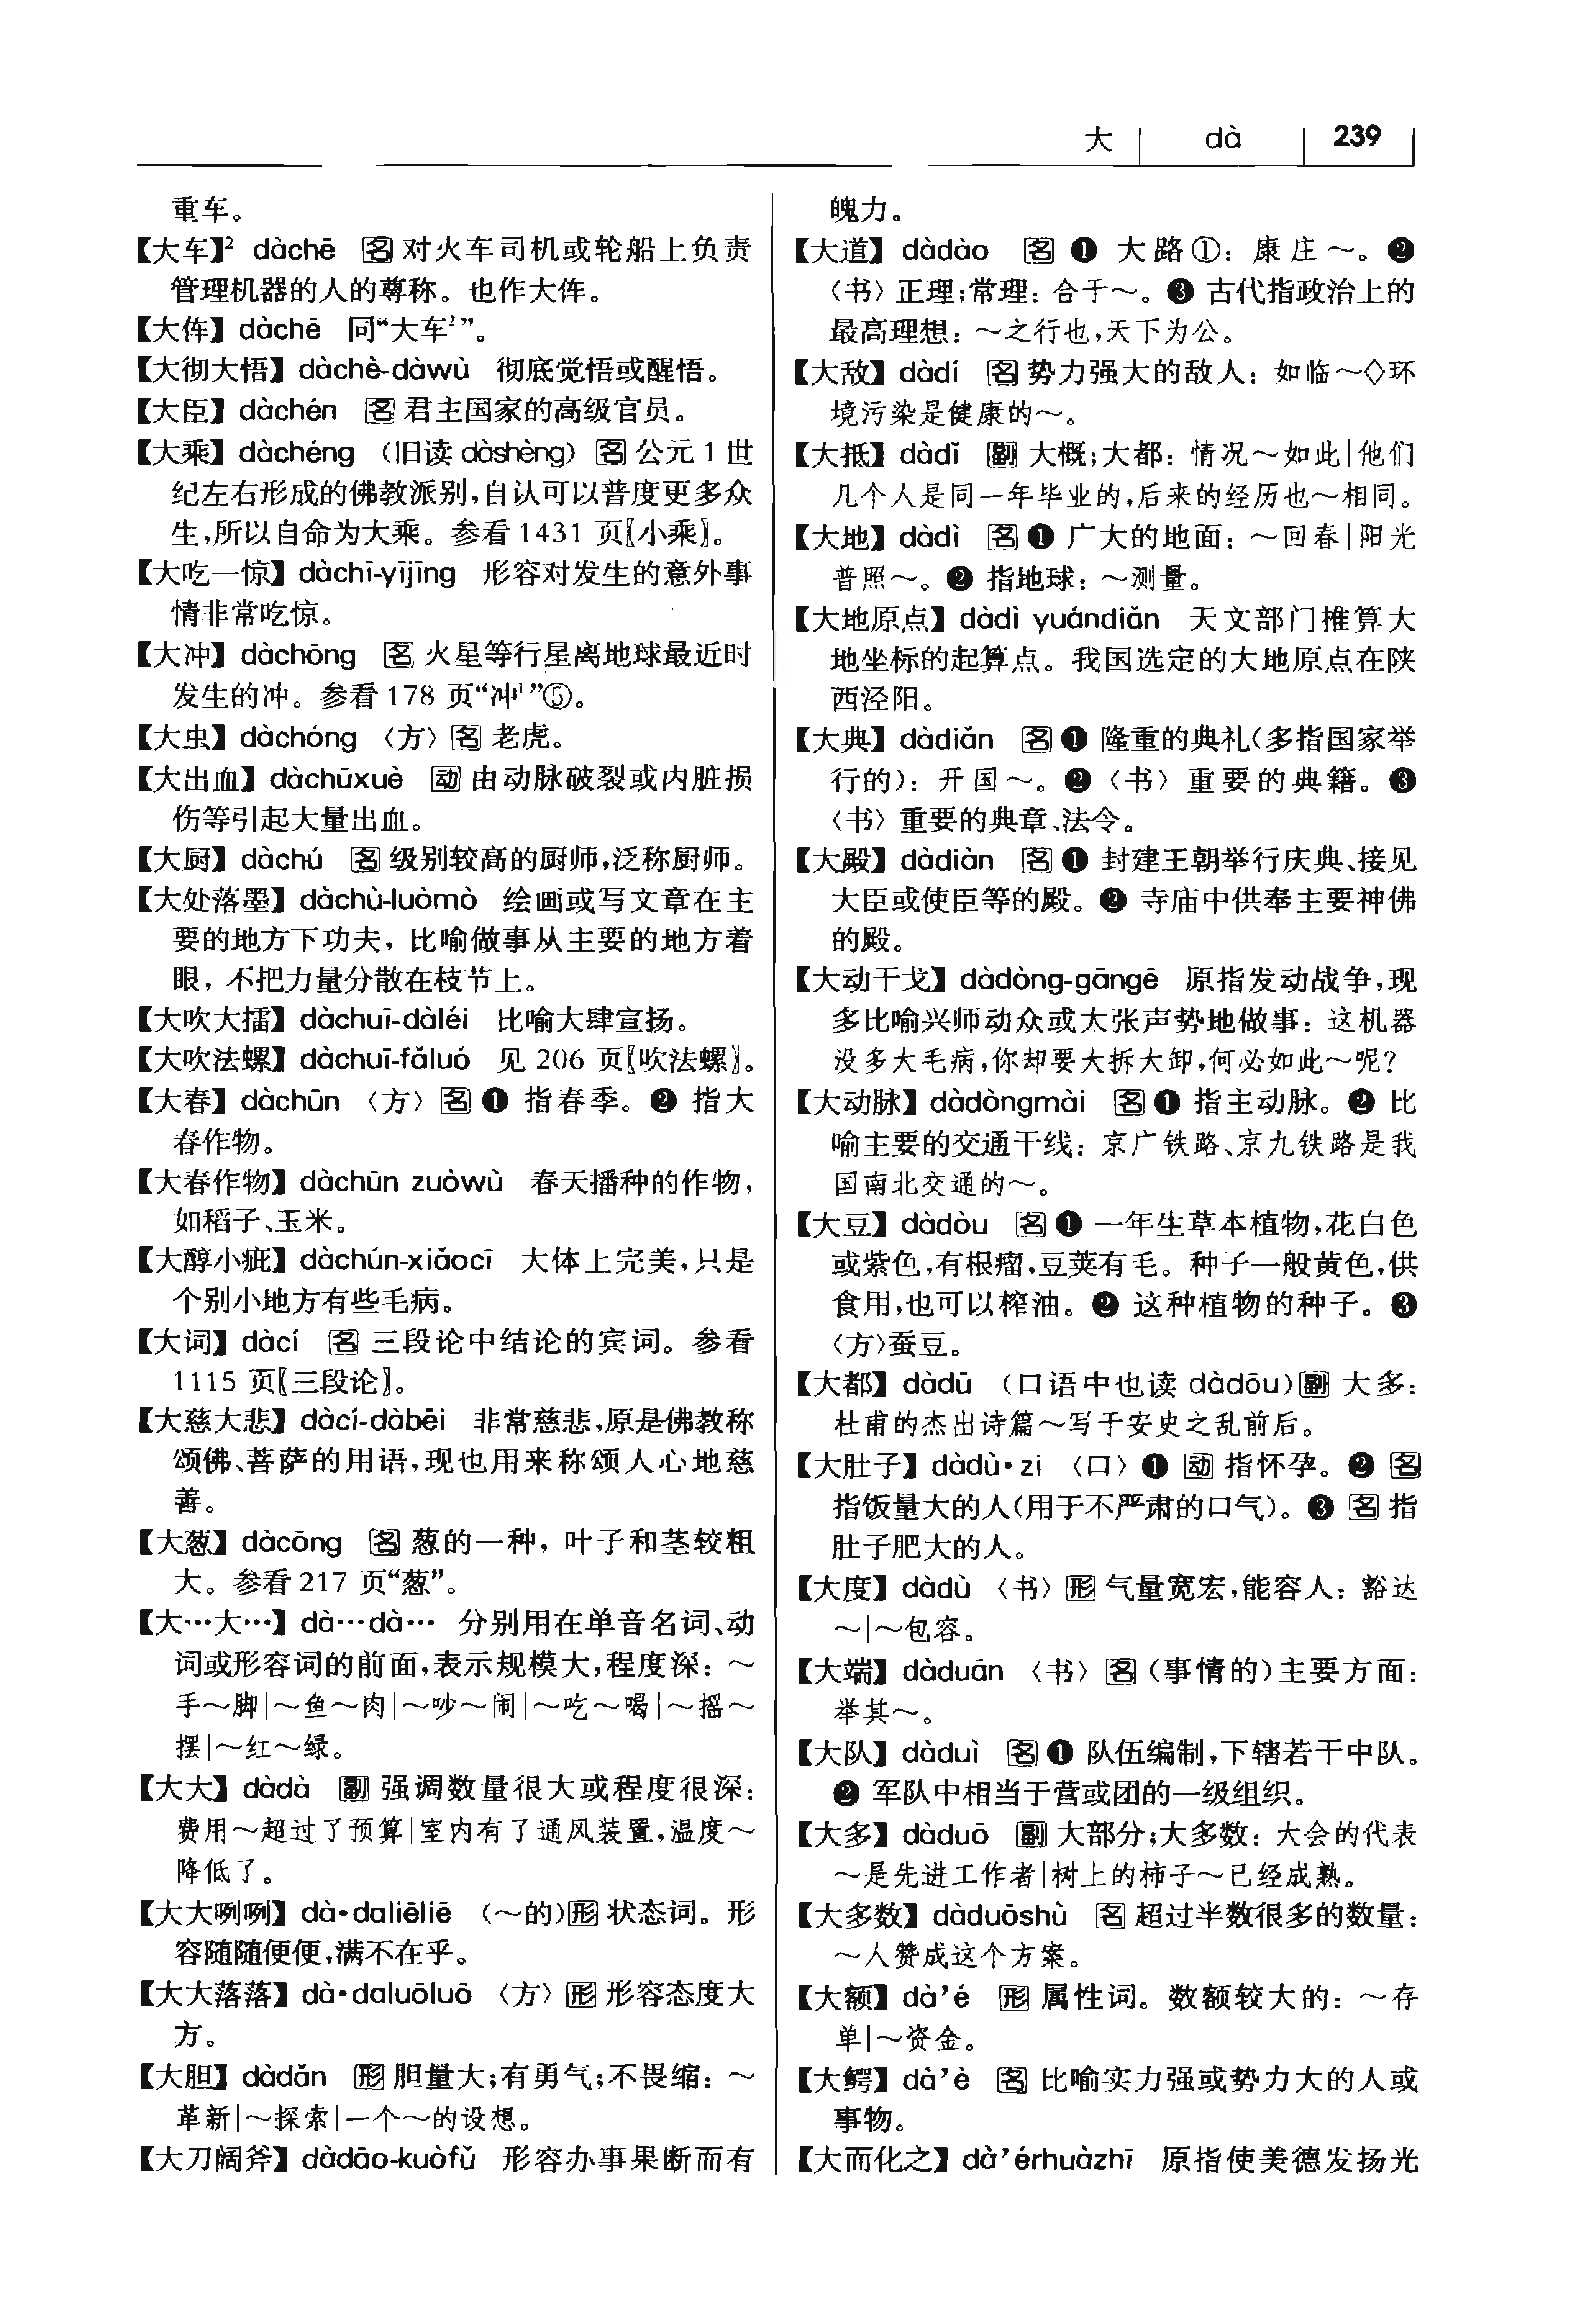 大 dà 239
重车。
【大车】² dàchē 名 对火车司机或轮船上负责
管理机器的人的尊称。也作大伡。
【大伡】dàchē 同“大车²”。
【大彻大悟】dàchè-dàwù 彻底觉悟或醒悟。
【大臣】dàchén 名 君主国家的高级官员。
【大乘】dàchéng （旧读 dàshèng）名 公元 1 世
纪左右形成的佛教派别，自认可以普度更多众
生，所以自命为大乘。参看 1431 页〖小乘〗。
【大吃一惊】dàchī-yījīng 形容对发生的意外事
情非常吃惊。
【大冲】dàchōng 名 火星等行星离地球最近时
发生的冲。参看 178 页“冲¹”⑤。
【大虫】dàchóng 〈方〉名 老虎。
【大出血】dàchūxuè 动 由动脉破裂或内脏损
伤等引起大量出血。
【大厨】dàchú 名 级别较高的厨师，泛称厨师。
【大处落墨】dàchù-luòmò 绘画或写文章在主
要的地方下功夫，比喻做事从主要的地方着
眼，不把力量分散在枝节上。
【大吹大擂】dàchuī-dàléi 比喻大肆宣扬。
【大吹法螺】dàchuī-fǎluó 见 206 页〖吹法螺〗。
【大春】dàchūn 〈方〉名 ❶ 指春季。❷ 指大
春作物。
【大春作物】dàchūn zuòwù 春天播种的作物，
如稻子、玉米。
【大醇小疵】dàchún-xiǎocī 大体上完美，只是
个别小地方有些毛病。
【大词】dàcí 名 三段论中结论的宾词。参看
1115 页〖三段论〗。
【大慈大悲】dàcí-dàbēi 非常慈悲，原是佛教称
颂佛、菩萨的用语，现也用来称颂人心地慈
善。
【大葱】dàcōng 名 葱的一种，叶子和茎较粗
大。参看 217 页“葱”。
【大…大…】dà…dà… 分别用在单音名词、动
词或形容词的前面，表示规模大，程度深：～
手～脚|～鱼～肉|～吵～闹|～吃～喝|～摇～
摆|～红～绿。
【大大】dàdà 副 强调数量很大或程度很深：
费用～超过了预算|室内有了通风装置，温度～
降低了。
【大大咧咧】dà·daliēliē （～的）形 状态词。形
容随随便便，满不在乎。
【大大落落】dà·daluōluō 〈方〉形 形容态度大
方。
【大胆】dàdǎn 形 胆量大；有勇气；不畏缩：～
革新|～探索|一个～的设想。
【大刀阔斧】dàdāo-kuòfǔ 形容办事果断而有
魄力。
【大道】dàdào 名 ❶ 大路①：康庄～。❷
〈书〉正理；常理：合于～。❸ 古代指政治上的
最高理想：～之行也，天下为公。
【大敌】dàdí 名 势力强大的敌人：如临～◇环
境污染是健康的～。
【大抵】dàdǐ 副 大概；大都：情况～如此|他们
几个人是同一年毕业的，后来的经历也～相同。
【大地】dàdì 名 ❶ 广大的地面：～回春|阳光
普照～。❷ 指地球：～测量。
【大地原点】dàdì yuándiǎn 天文部门推算大
地坐标的起算点。我国选定的大地原点在陕
西泾阳。
【大典】dàdiǎn 名 ❶ 隆重的典礼（多指国家举
行的）：开国～。❷〈书〉重要的典籍。❸
〈书〉重要的典章、法令。
【大殿】dàdiàn 名 ❶ 封建王朝举行庆典、接见
大臣或使臣等的殿。❷ 寺庙中供奉主要神佛
的殿。
【大动干戈】dàdòng-gāngē 原指发动战争，现
多比喻兴师动众或大张声势地做事：这机器
没多大毛病，你却要大拆大卸，何必如此～呢？
【大动脉】dàdòngmài 名 ❶ 指主动脉。❷ 比
喻主要的交通干线：京广铁路、京九铁路是我
国南北交通的～。
【大豆】dàdòu 名 ❶ 一年生草本植物，花白色
或紫色，有根瘤，豆荚有毛。种子一般黄色，供
食用，也可以榨油。❷ 这种植物的种子。❸
〈方〉蚕豆。
【大都】dàdū （口语中也读 dàdōu）副 大多：
杜甫的杰出诗篇～写于安史之乱前后。
【大肚子】dàdù·zi 〈口〉❶ 动 指怀孕。❷ 名
指饭量大的人（用于不严肃的口气）。❸ 名 指
肚子肥大的人。
【大度】dàdù 〈书〉形 气量宽宏，能容人：豁达
～|～包容。
【大端】dàduān 〈书〉名（事情的）主要方面：
举其～。
【大队】dàduì 名 ❶ 队伍编制，下辖若干中队。
❷ 军队中相当于营或团的一级组织。
【大多】dàduō 副 大部分；大多数：大会的代表
～是先进工作者|树上的柿子～已经成熟。
【大多数】dàduōshù 名 超过半数很多的数量：
～人赞成这个方案。
【大额】dà’é 形 属性词。数额较大的：～存
单|～资金。
【大鳄】dà’è 名 比喻实力强或势力大的人或
事物。
【大而化之】dà’érhuàzhī 原指使美德发扬光